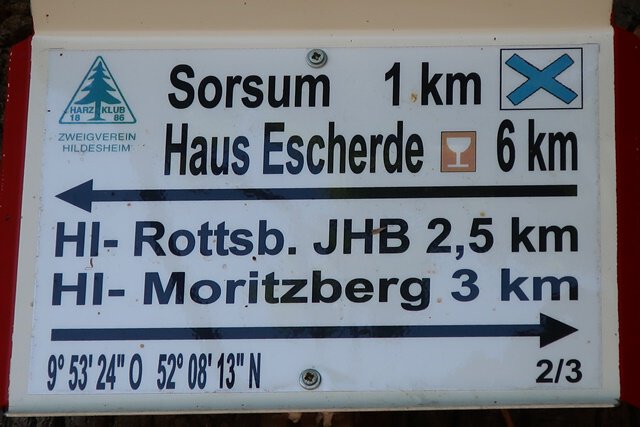 HARZ KLUB
18 86
ZWEIGVEREIN
HILDESHEIM
Sorsum 1 km
Haus Escherde 6 km
HI- Rottsb. JHB 2,5 km
HI- Moritzberg 3 km
9° 53' 24" O 52° 08' 13" N
2/3